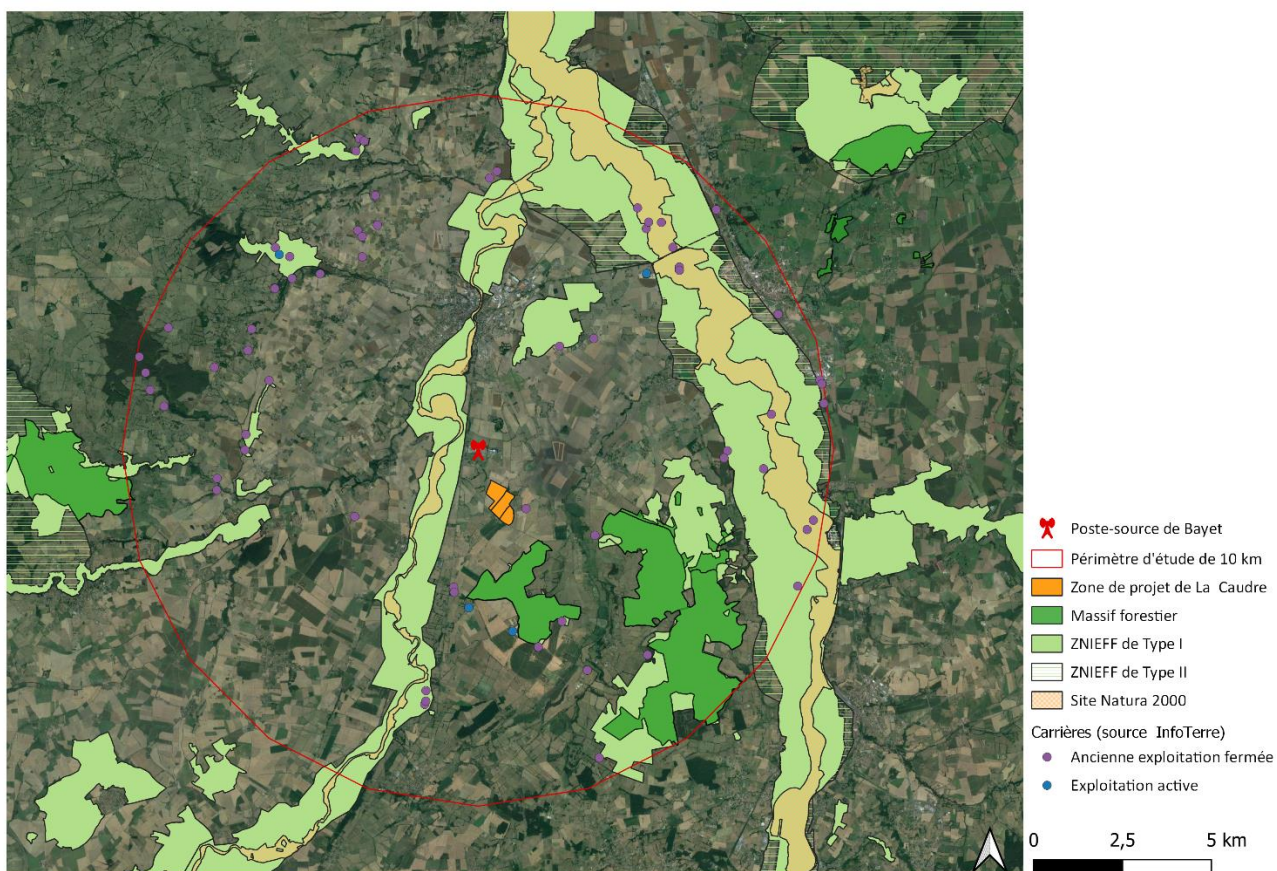 Poste-source de Bayet
Périmètre d'étude de 10 km
Zone de projet de La Caudre
Massif forestier
ZNIEFF de Type I
ZNIEFF de Type II
Site Natura 2000
Carrières (source InfoTerre)
Ancienne exploitation fermée
Exploitation active
0 2,5 5 km